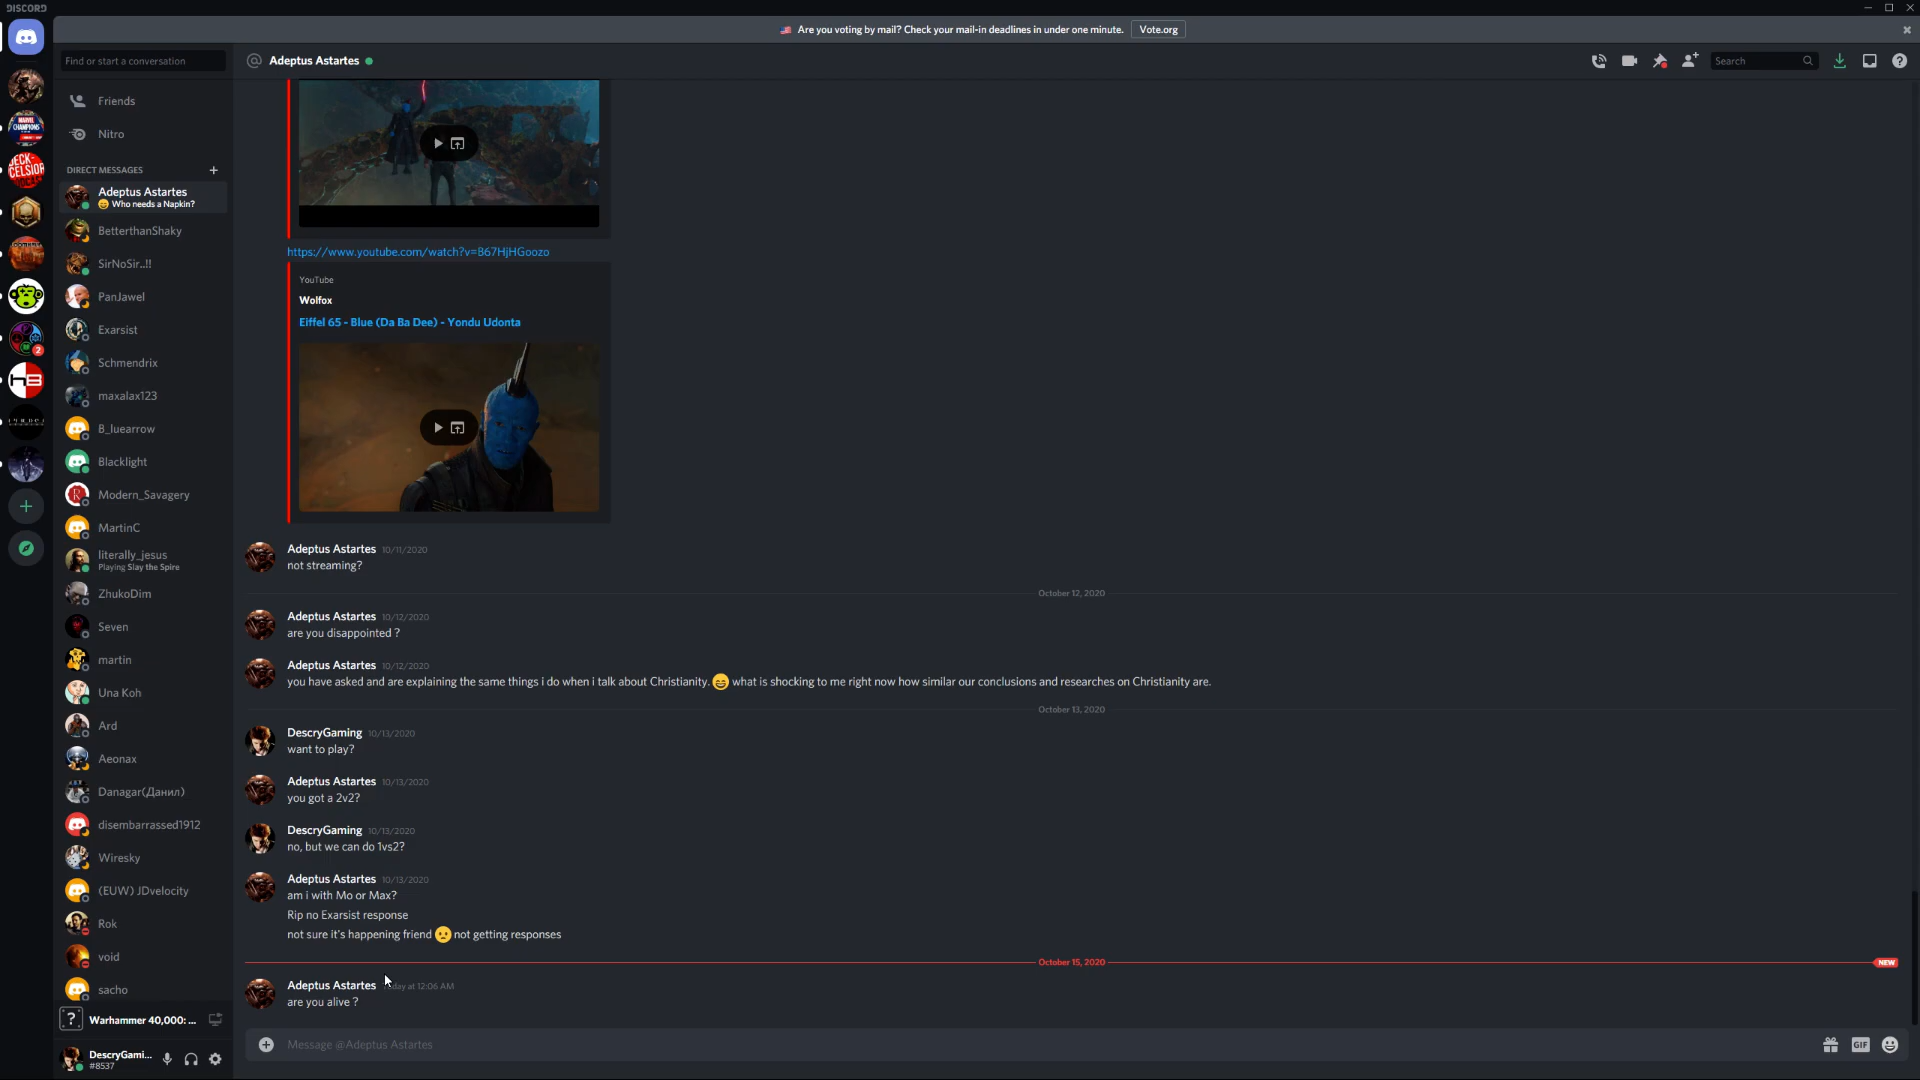 DISCORD
Are you voting by mail? Check your mail-in deadlines in under one minute. Vote.org
Find or start a conversation
Adeptus Astartes
Search
Friends
Nitro
DIRECT MESSAGES
Adeptus Astartes
Who needs a Napkin?
BetterthanShaky
SirNoSir..!!
PanJawel
Exarsist
Schmendrix
maxalax123
B_luearrow
Blacklight
Modern_Savagery
MartinC
literally_jesus
Playing Slay the Spire
ZhukoDim
Seven
martin
Una Koh
Ard
Aeonax
Danagar(Данил)
disembarrassed1912
Wiresky
(EUW) JDvelocity
Rok
void
sacho
Warhammer 40,000: ...
DescryGami...
#8537
MARVEL
CHAMPIONS
2
HB
https://www.youtube.com/watch?v=B67HjHGoozo
YouTube
Wolfox
Eiffel 65 - Blue (Da Ba Dee) - Yondu Udonta
Adeptus Astartes 10/11/2020
not streaming?
October 12, 2020
Adeptus Astartes 10/12/2020
are you disappointed ?
Adeptus Astartes 10/12/2020
you have asked and are explaining the same things i do when i talk about Christianity. 😄 what is shocking to me right now how similar our conclusions and researches on Christianity are.
October 13, 2020
DescryGaming 10/13/2020
want to play?
Adeptus Astartes 10/13/2020
you got a 2v2?
DescryGaming 10/13/2020
no, but we can do 1vs2?
Adeptus Astartes 10/13/2020
am i with Mo or Max?
Rip no Exarsist response
not sure it's happening friend 🙁 not getting responses
October 15, 2020
NEW
Adeptus Astartes at 12:06 AM
are you alive ?
Message @Adeptus Astartes
GIF